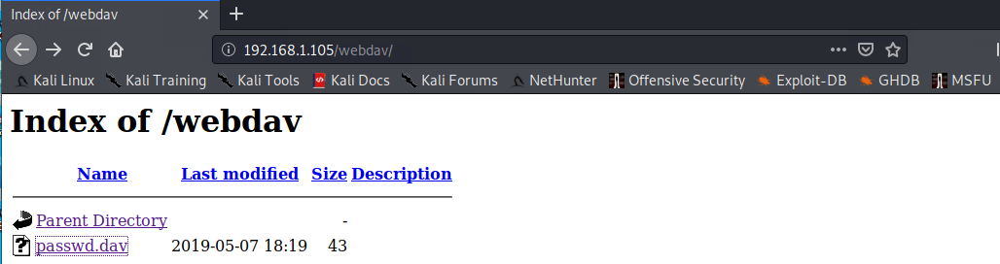 Index of /webdav
192.168.1.105/webdav/
Kali Linux Kali Training Kali Tools Kali Docs Kali Forums NetHunter Offensive Security Exploit-DB GHDB MSFU
Index of /webdav
Name Last modified Size Description
Parent Directory -
passwd.dav 2019-05-07 18:19 43